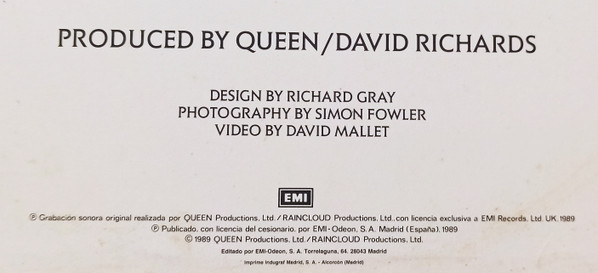 PRODUCED BY QUEEN/DAVID RICHARDS
DESIGN BY RICHARD GRAY
PHOTOGRAPHY BY SIMON FOWLER
VIDEO BY DAVID MALLET
EMI
℗ Grabación sonora original realizada por QUEEN Productions. Ltd./RAINCLOUD Productions. Ltd. con licencia exclusiva a EMI Records. Ltd. UK. 1989
℗ Publicado. con licencia del cesionario. por EMI-Odeon. S. A. Madrid (España). 1989
© 1989 QUEEN Productions. Ltd./RAINCLOUD Productions. Ltd.
Editado por EMI-Odeon, S. A. Torrelaguna, 64. 28043 Madrid
Imprime Indugraf Madrid, S. A. - Alcorcón (Madrid)